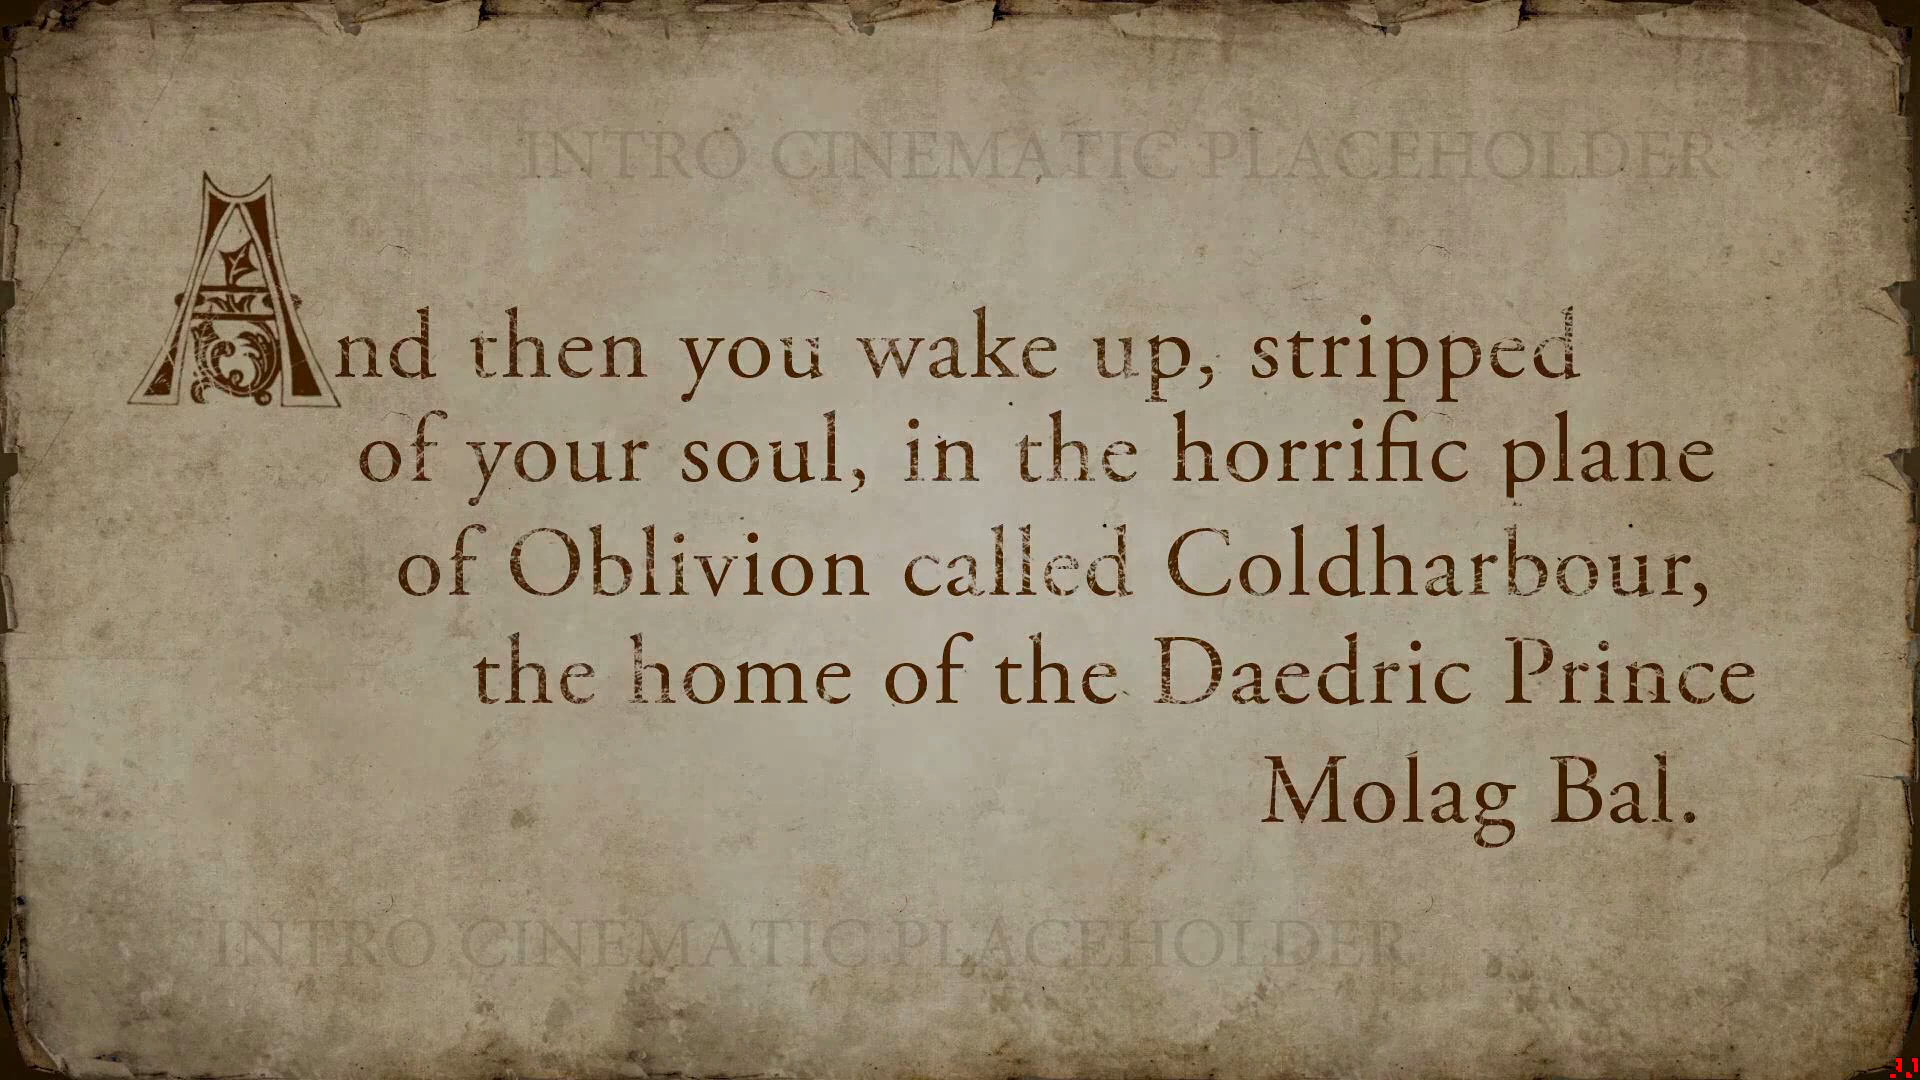 INTRO CINEMATIC PLACEHOLDER
And then you wake up, stripped
of your soul, in the horrific plane
of Oblivion called Coldharbour,
the home of the Daedric Prince
Molag Bal.
INTRO CINEMATIC PLACEHOLDER